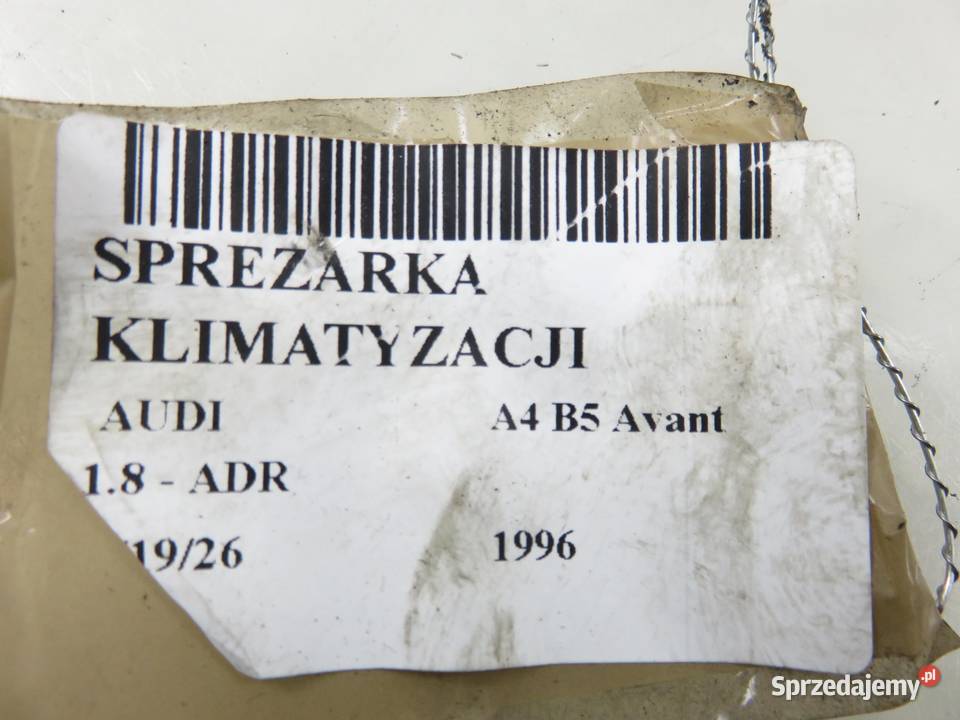 SPREZARKA
KLIMATYZACJI
AUDI A4 B5 Avant
1.8 - ADR
/19/26 1996
Sprzedajemy.pl